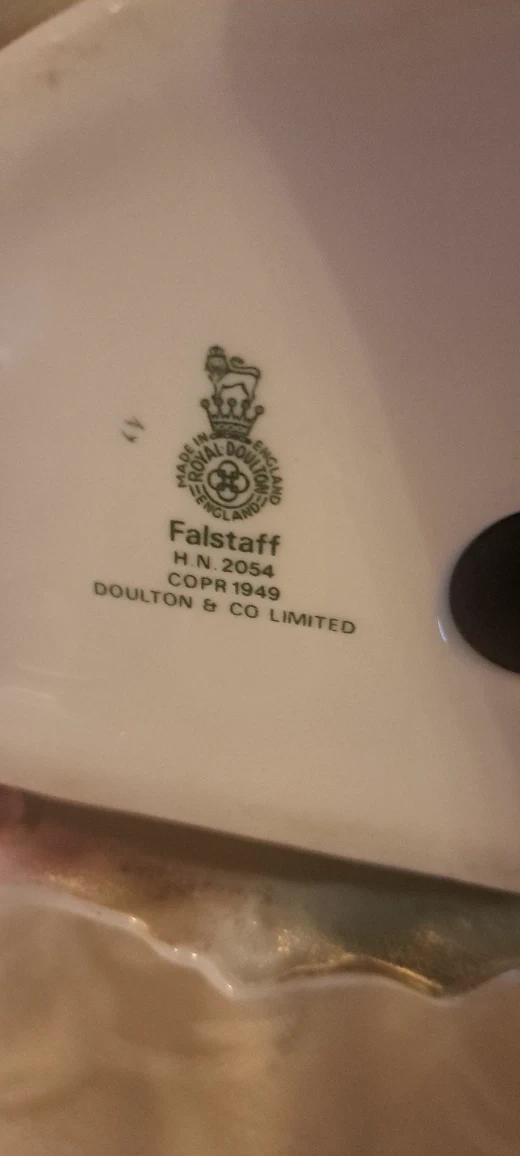 MADE IN ENGLAND
ROYAL DOULTON
ENGLAND
Falstaff
H.N. 2054
COPR 1949
DOULTON & CO LIMITED